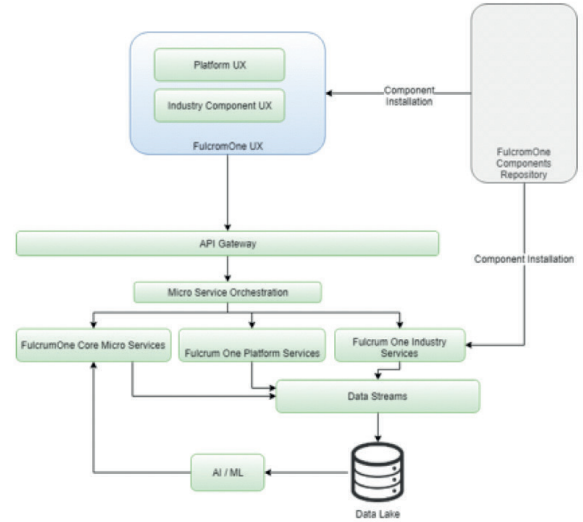 Platform UX
Industry Component UX
FulcromOne UX
Component
Installation
FulcromOne
Components
Repository
API Gateway
Component Installation
Micro Service Orchestration
FulcrumOne Core Micro Services
Fulcrum One Platform Services
Fulcrum One Industry
Services
Data Streams
AI / ML
Data Lake